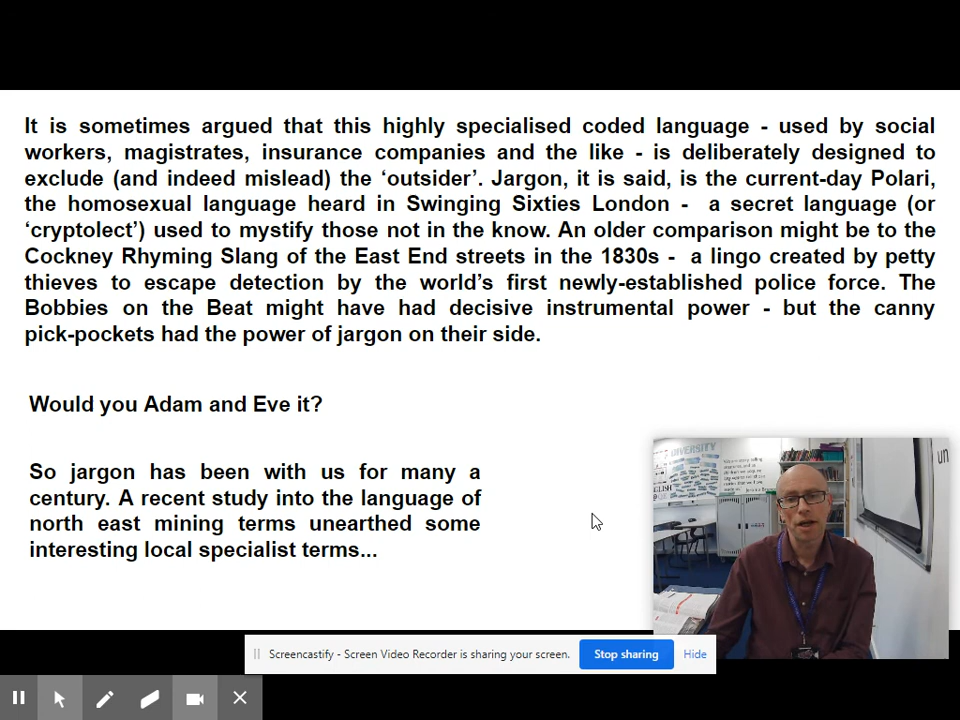 It is sometimes argued that this highly specialised coded language - used by social
workers, magistrates, insurance companies and the like - is deliberately designed to
exclude (and indeed mislead) the ‘outsider’. Jargon, it is said, is the current-day Polari,
the homosexual language heard in Swinging Sixties London - a secret language (or
‘cryptolect’) used to mystify those not in the know. An older comparison might be to the
Cockney Rhyming Slang of the East End streets in the 1830s - a lingo created by petty
thieves to escape detection by the world’s first newly-established police force. The
Bobbies on the Beat might have had decisive instrumental power - but the canny
pick-pockets had the power of jargon on their side.
Would you Adam and Eve it?
So jargon has been with us for many a
century. A recent study into the language of
north east mining terms unearthed some
interesting local specialist terms...
DIVERSITY
un
Screencastify - Screen Video Recorder is sharing your screen.
Stop sharing
Hide